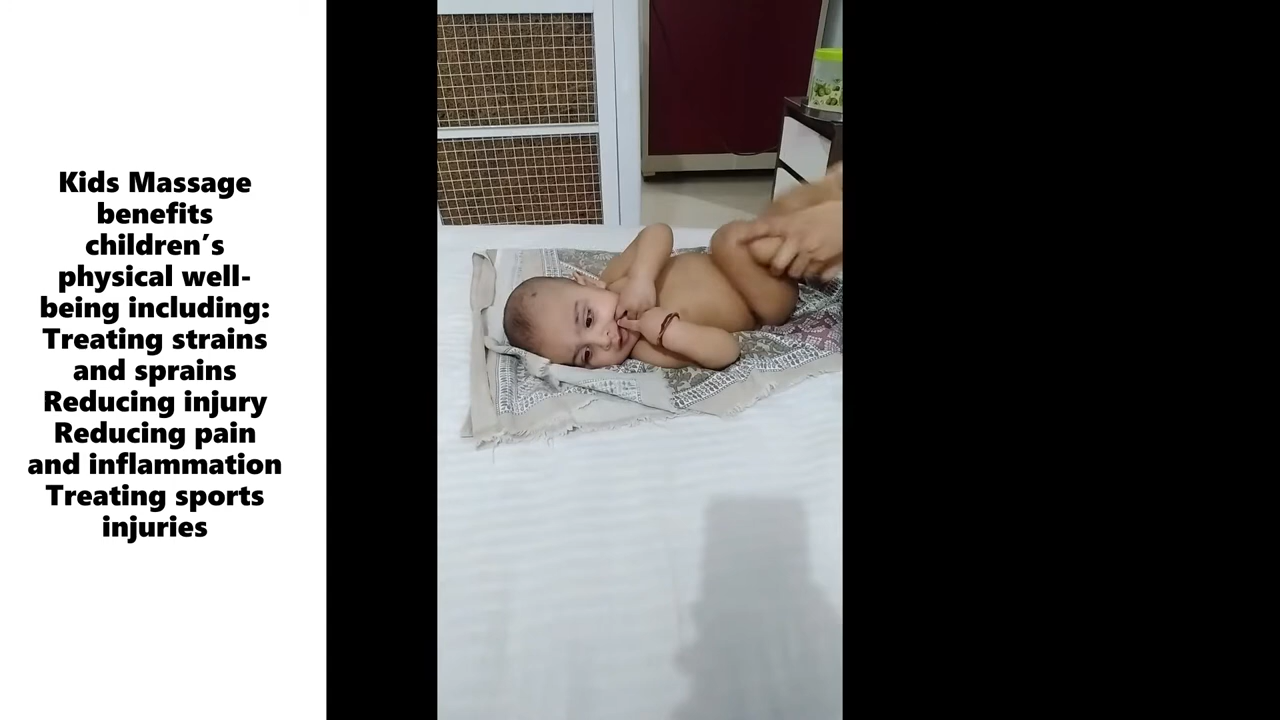 Kids Massage
benefits
children’s
physical well-
being including:
Treating strains
and sprains
Reducing injury
Reducing pain
and inflammation
Treating sports
injuries